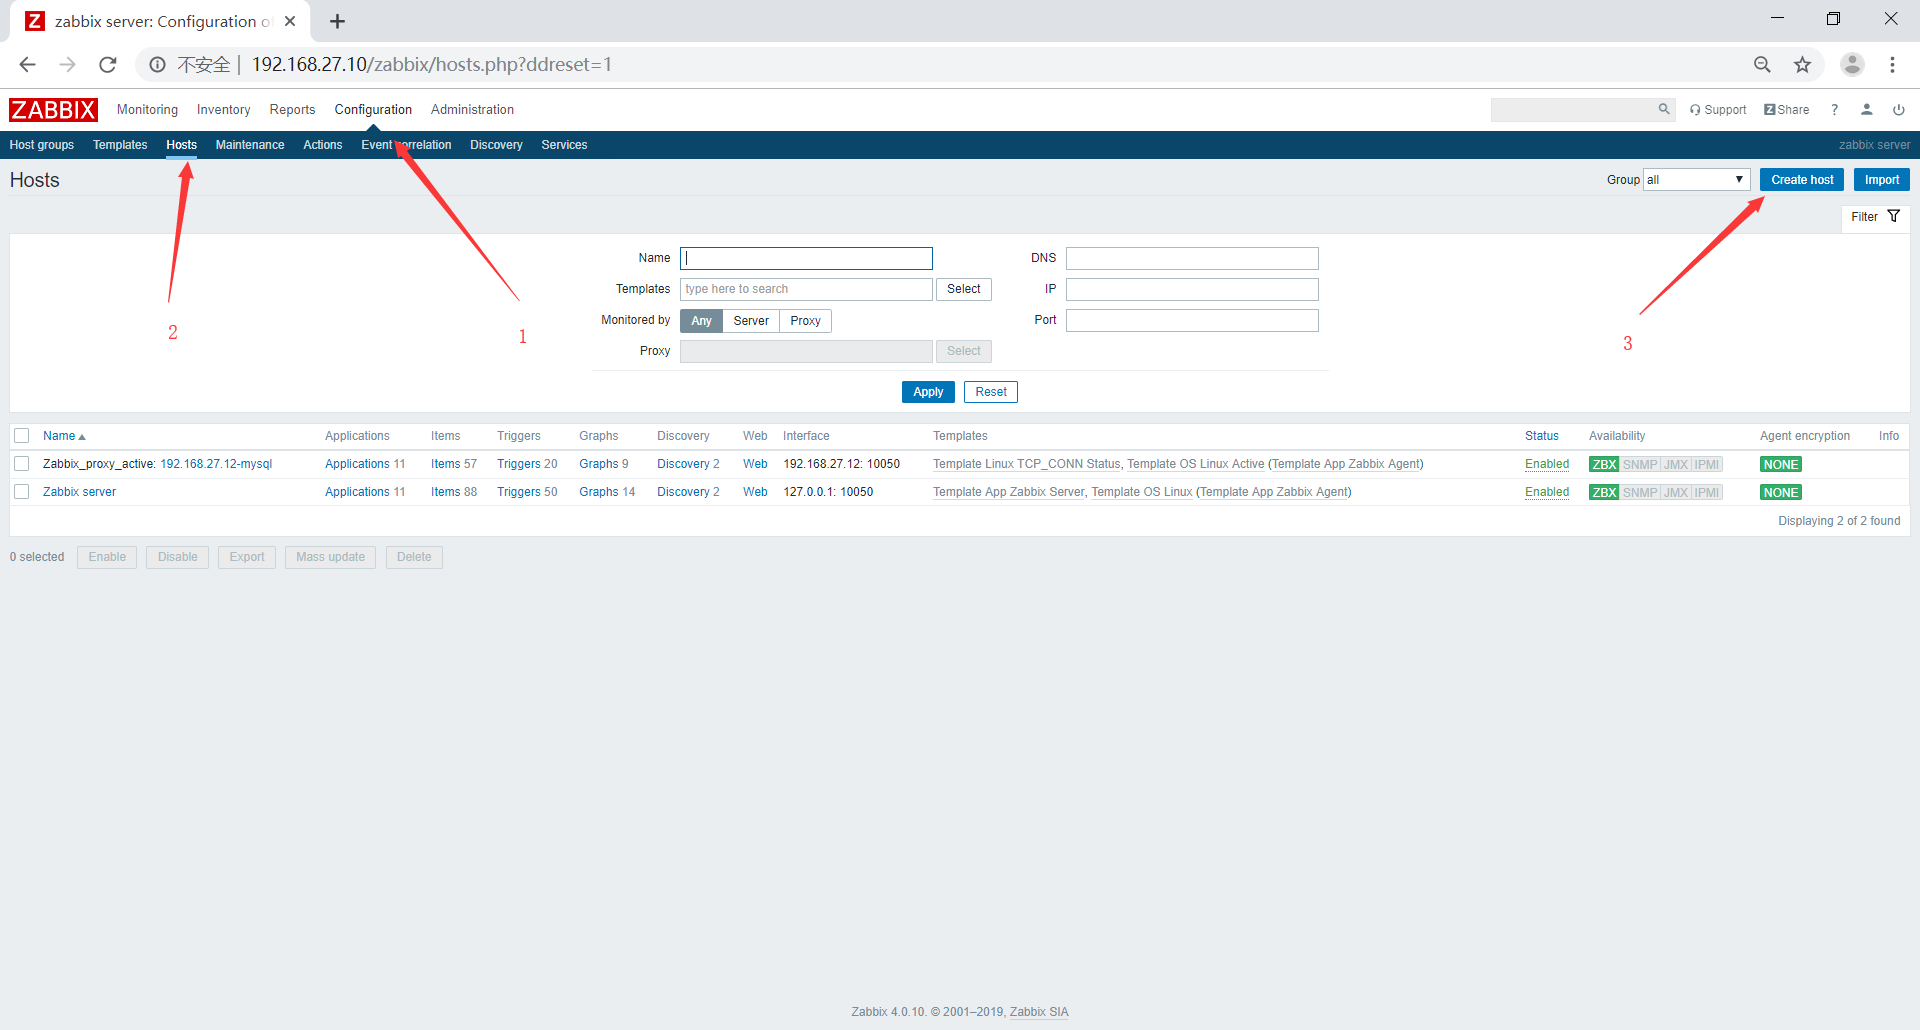 Z zabbix server: Configuration o
不安全 192.168.27.10/zabbix/hosts.php?ddreset=1
ZABBIX Monitoring Inventory Reports Configuration Administration Support Z Share ?
Host groups Templates Hosts Maintenance Actions Event correlation Discovery Services zabbix server
Hosts Group all Create host Import
Filter
Name DNS
Templates type here to search Select IP
Monitored by Any Server Proxy Port
Proxy Select
2 1 3
Apply Reset
Name Applications Items Triggers Graphs Discovery Web Interface Templates Status Availability Agent encryption Info
Zabbix_proxy_active: 192.168.27.12-mysql Applications 11 Items 57 Triggers 20 Graphs 9 Discovery 2 Web 192.168.27.12: 10050 Template Linux TCP_CONN Status, Template OS Linux Active (Template App Zabbix Agent) Enabled ZBX SNMP JMX IPMI NONE
Zabbix server Applications 11 Items 88 Triggers 50 Graphs 14 Discovery 2 Web 127.0.0.1: 10050 Template App Zabbix Server, Template OS Linux (Template App Zabbix Agent) Enabled ZBX SNMP JMX IPMI NONE
Displaying 2 of 2 found
0 selected Enable Disable Export Mass update Delete
Zabbix 4.0.10. © 2001–2019, Zabbix SIA